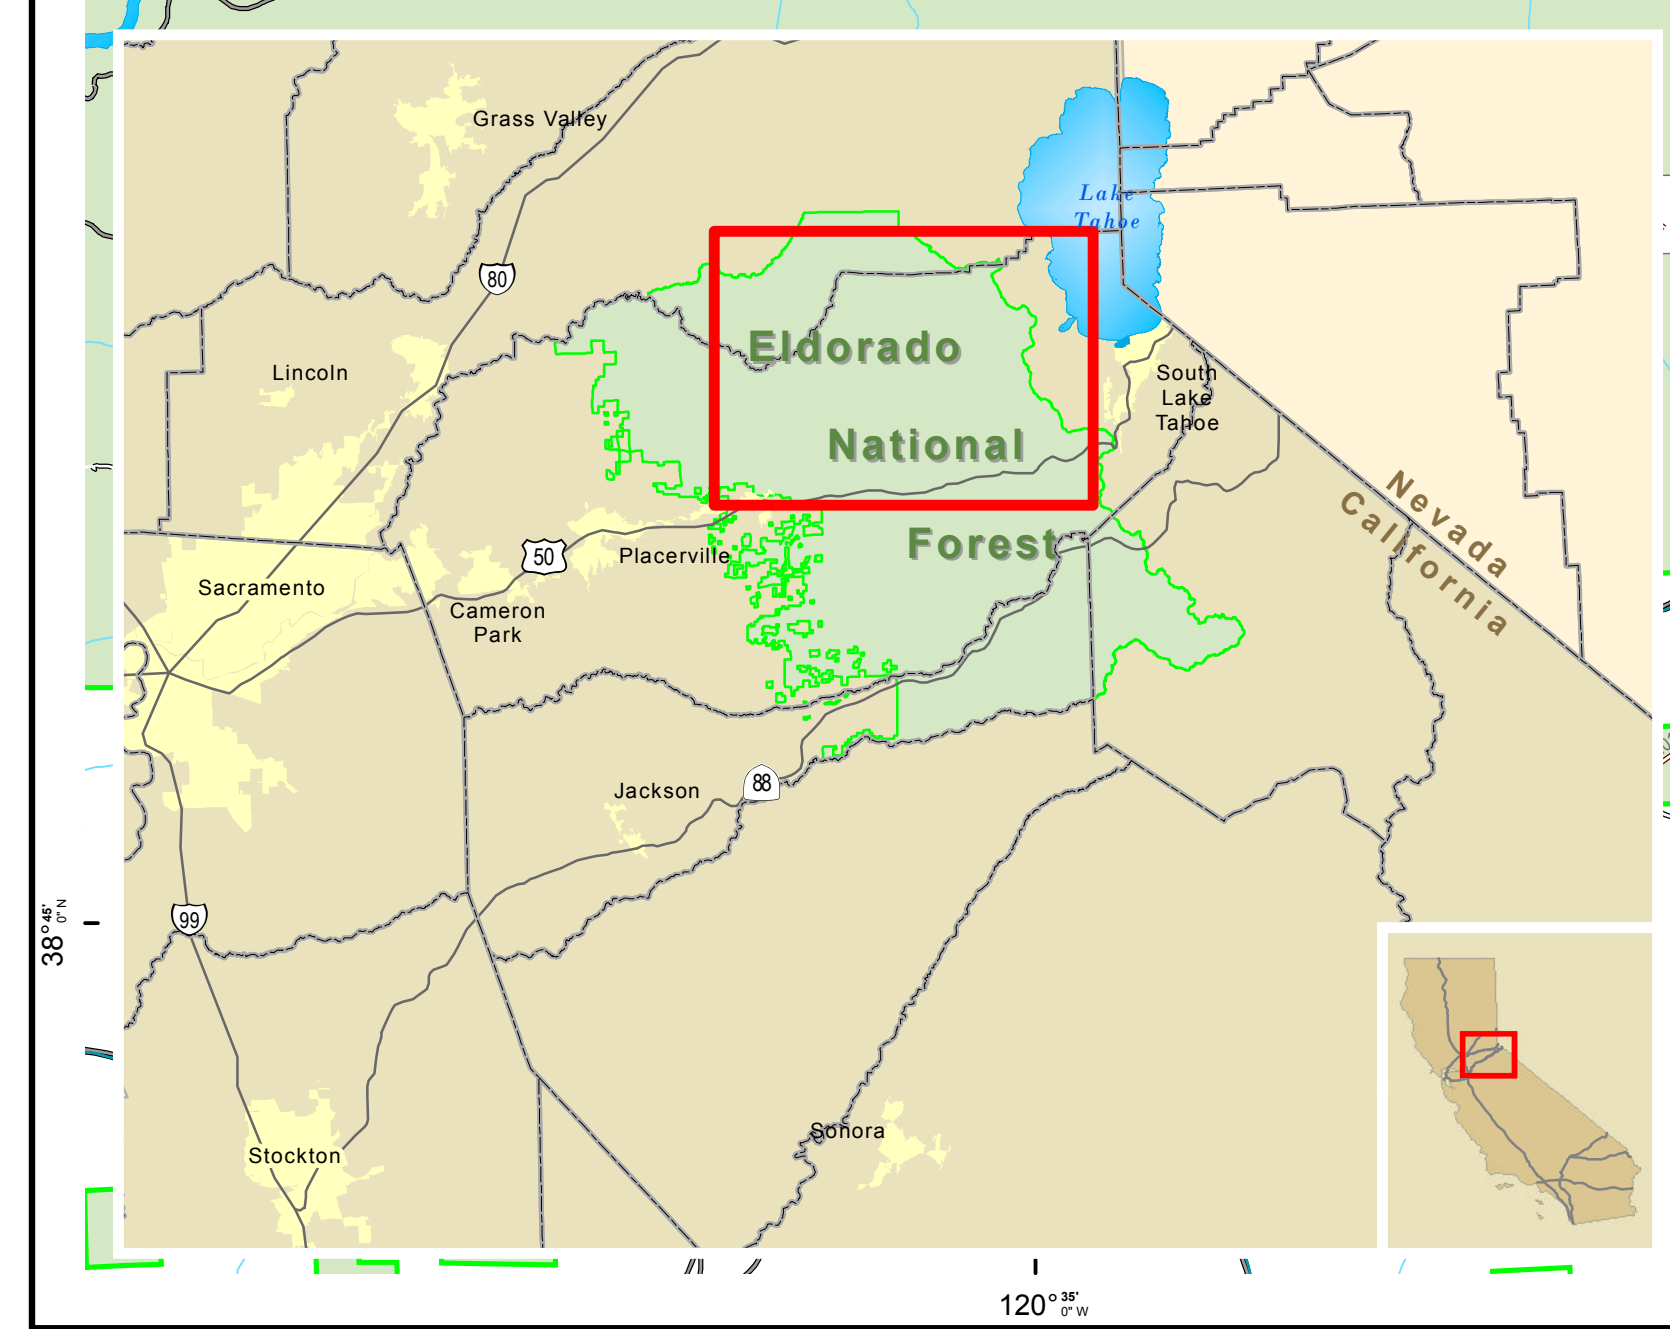 Grass Valley
Lake
Tahoe
80
Eldorado
Lincoln
South
Lake
Tahoe
National
Nevada
California
Forest
50
Placerville
Sacramento
Cameron
Park
Jackson
88
99
38° 45' 0" N
Sonora
Stockton
120° 35' 0" W